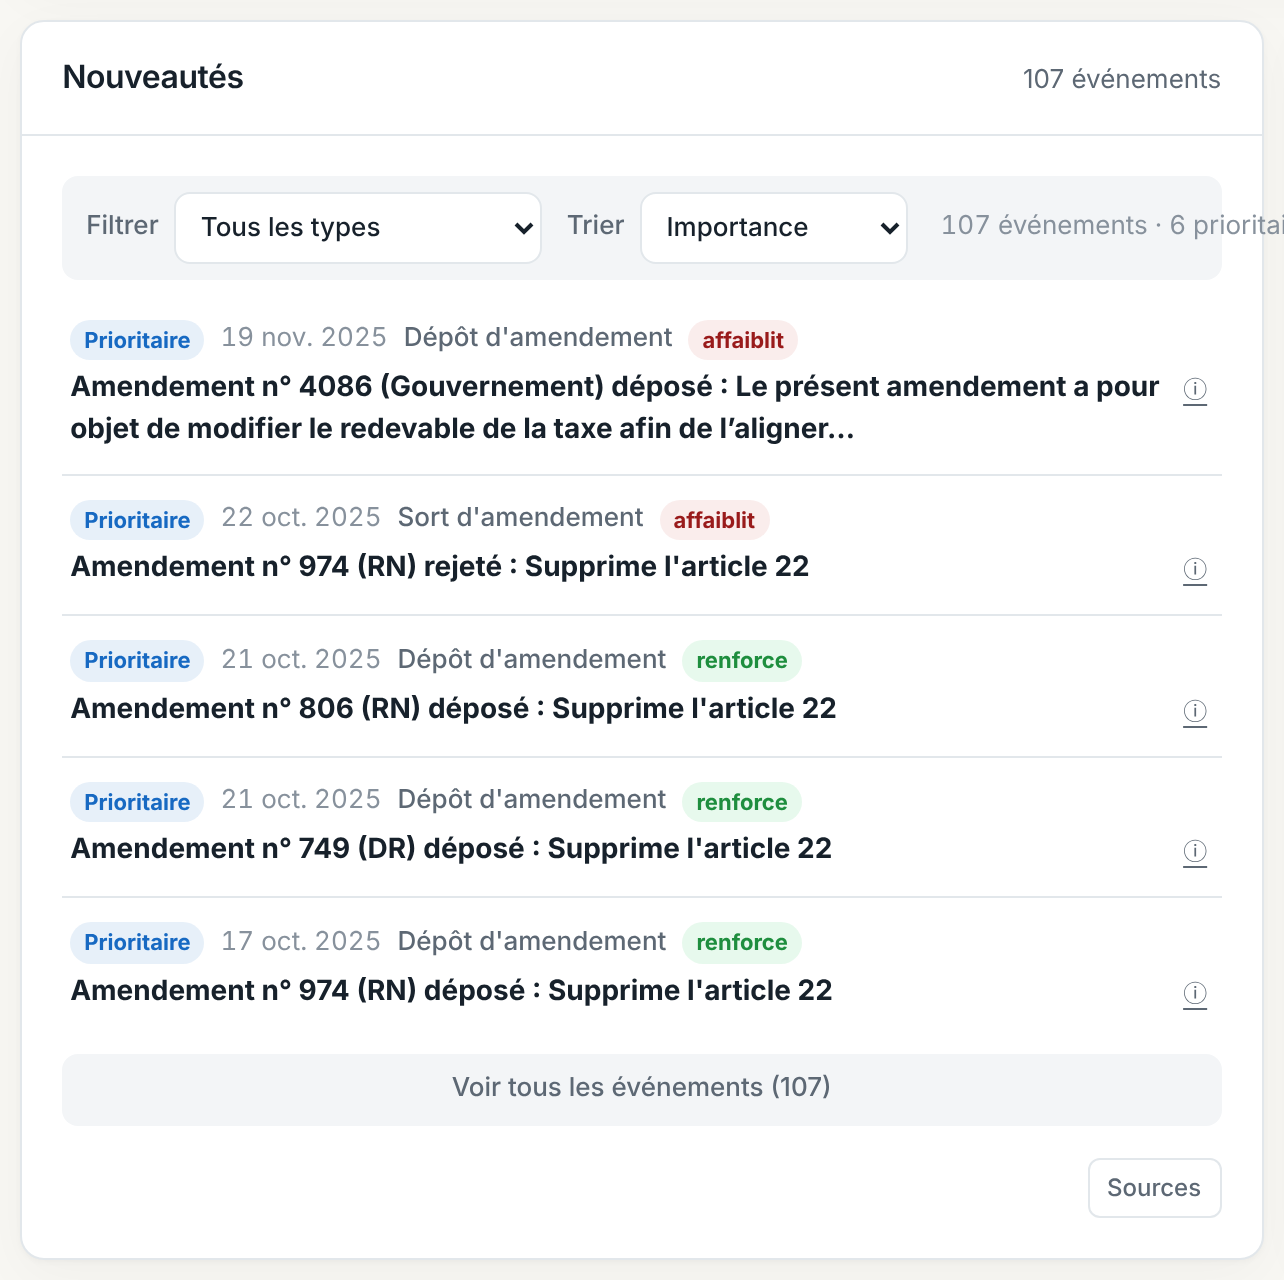 Nouveautés
107 événements
Filtrer Tous les types Trier Importance 107 événements · 6
Prioritaire 19 nov. 2025 Dépôt d'amendement affaiblit
Amendement n° 4086 (Gouvernement) déposé : Le présent amendement a pour
objet de modifier le redevable de la taxe afin de l’aligner…
Prioritaire 22 oct. 2025 Sort d'amendement affaiblit
Amendement n° 974 (RN) rejeté : Supprime l'article 22
Prioritaire 21 oct. 2025 Dépôt d'amendement renforce
Amendement n° 806 (RN) déposé : Supprime l'article 22
Prioritaire 21 oct. 2025 Dépôt d'amendement renforce
Amendement n° 749 (DR) déposé : Supprime l'article 22
Prioritaire 17 oct. 2025 Dépôt d'amendement renforce
Amendement n° 974 (RN) déposé : Supprime l'article 22
Voir tous les événements (107)
Sources